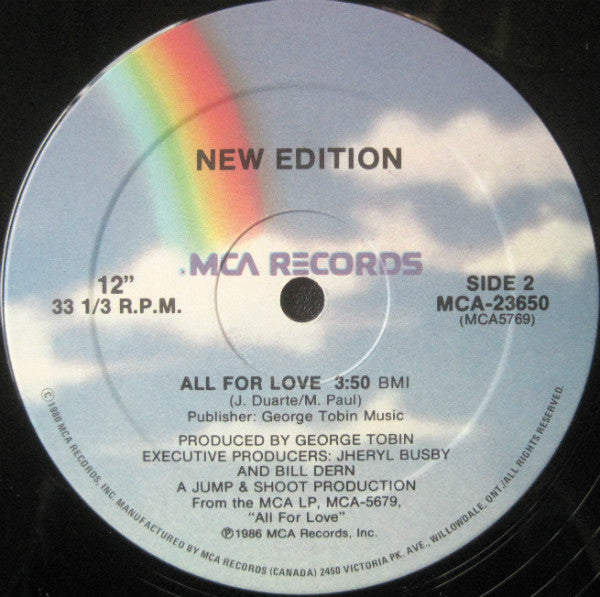 NEW EDITION
MCA RECORDS
12"
33 1/3 R.P.M.
SIDE 2
MCA-23650
(MCA5769)
ALL FOR LOVE 3:50 BMI
(J. Duarte/M. Paul)
Publisher: George Tobin Music
PRODUCED BY GEORGE TOBIN
EXECUTIVE PRODUCERS: JHERYL BUSBY
AND BILL DERN
A JUMP & SHOOT PRODUCTION
From the MCA LP, MCA-5679,
"All For Love"
℗1986 MCA Records, Inc.
©1980 MCA RECORDS, INC. MANUFACTURED BY MCA RECORDS (CANADA) 2450 VICTORIA PK. AVE., WILLOWDALE, ONT./ALL RIGHTS RESERVED.